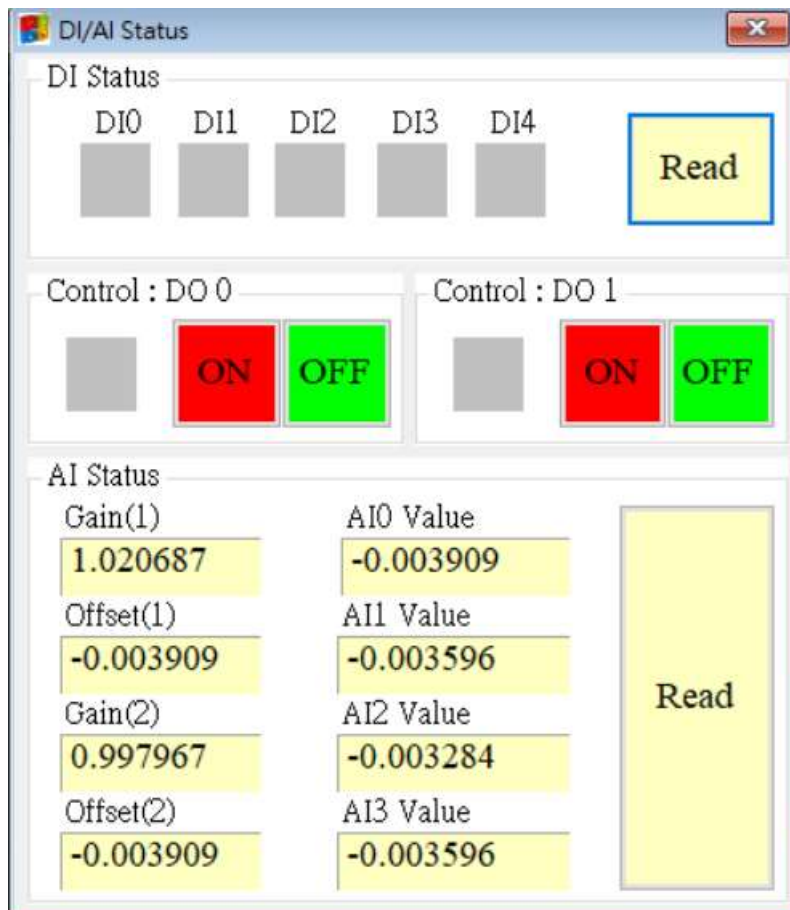 DI/AI Status
DI Status
DI0 DI1 DI2 DI3 DI4
Read
Control : DO 0
ON OFF
Control : DO 1
ON OFF
AI Status
Gain(1) AI0 Value
1.020687 -0.003909
Offset(1) AI1 Value
-0.003909 -0.003596
Gain(2) AI2 Value
0.997967 -0.003284
Offset(2) AI3 Value
-0.003909 -0.003596
Read